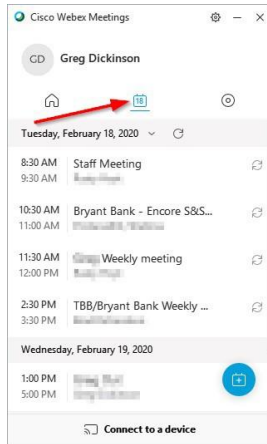 Cisco Webex Meetings
GD Greg Dickinson
18
Tuesday, February 18, 2020
8:30 AM Staff Meeting
9:30 AM
10:30 AM Bryant Bank - Encore S&S...
11:00 AM
11:30 AM Weekly meeting
12:00 PM
2:30 PM TBB/Bryant Bank Weekly ...
3:30 PM
Wednesday, February 19, 2020
1:00 PM
5:00 PM
Connect to a device